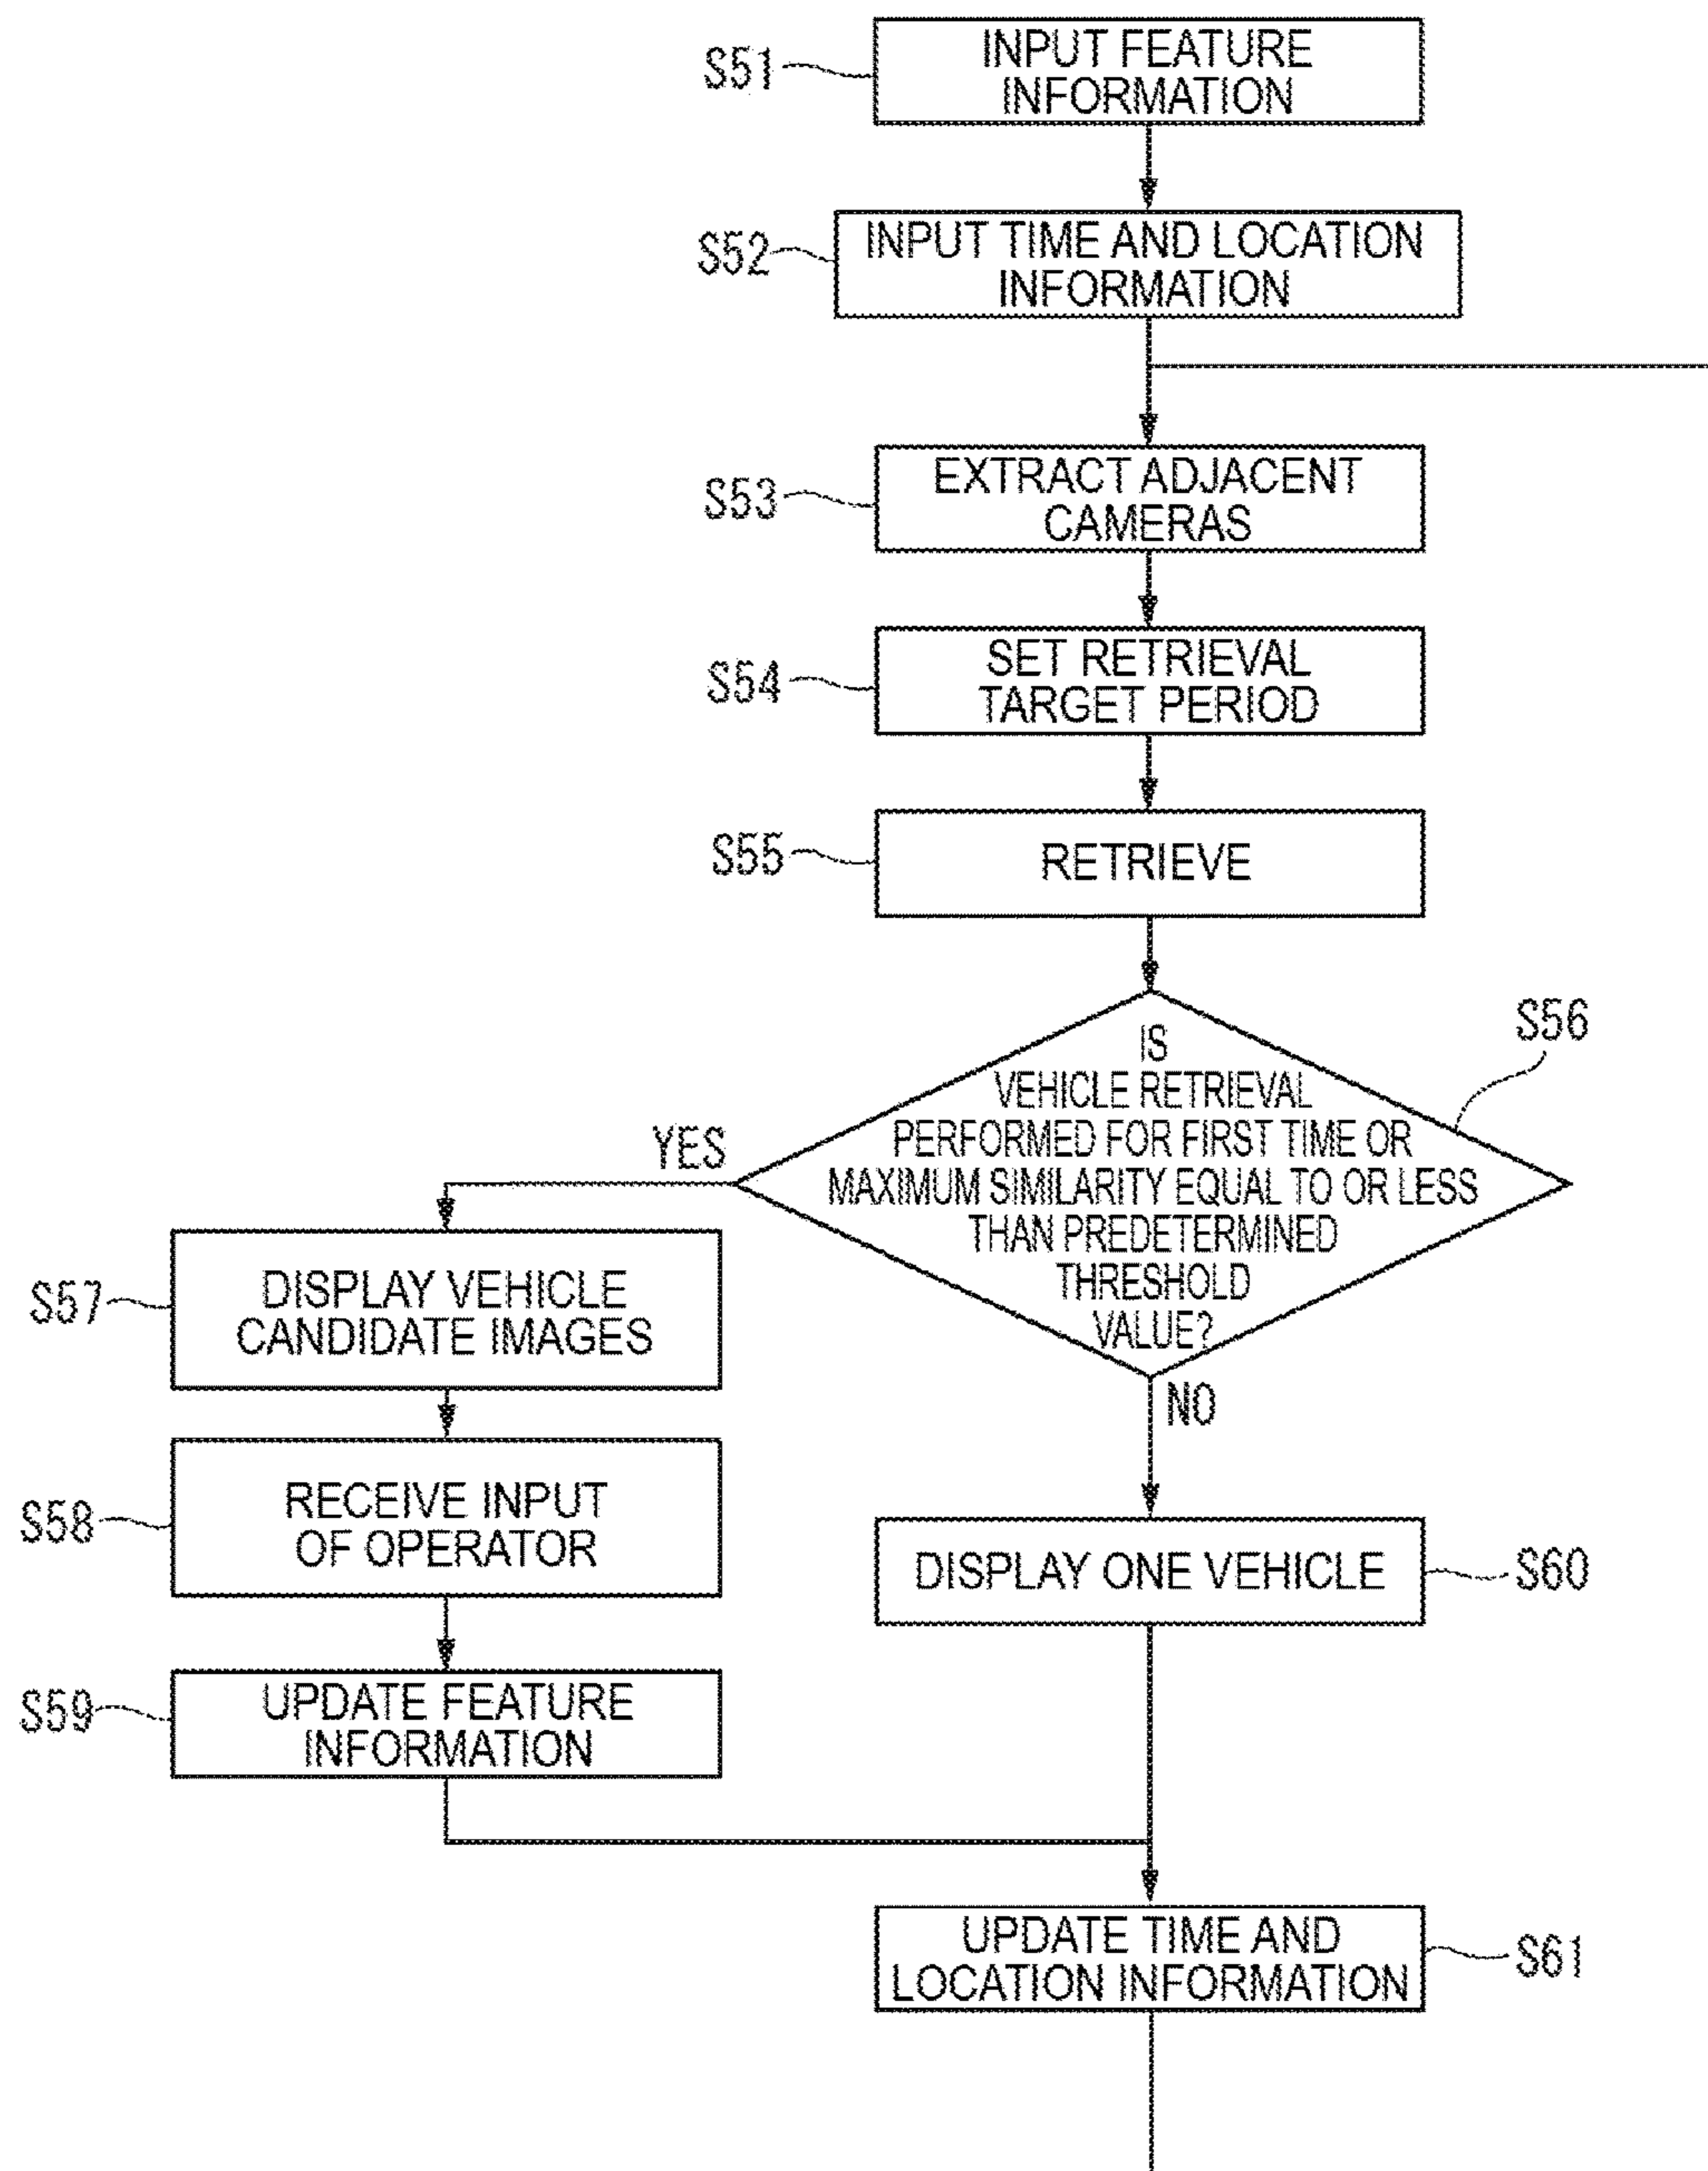 S51
INPUT FEATURE
INFORMATION
S52
INPUT TIME AND LOCATION
INFORMATION
S53
EXTRACT ADJACENT
CAMERAS
S54
SET RETRIEVAL
TARGET PERIOD
S55
RETRIEVE
S56
IS
VEHICLE RETRIEVAL
PERFORMED FOR FIRST TIME OR
MAXIMUM SIMILARITY EQUAL TO OR LESS
THAN PREDETERMINED
THRESHOLD
VALUE?
YES
NO
S57
DISPLAY VEHICLE
CANDIDATE IMAGES
S58
RECEIVE INPUT
OF OPERATOR
S59
UPDATE FEATURE
INFORMATION
DISPLAY ONE VEHICLE
S60
UPDATE TIME AND
LOCATION INFORMATION
S61